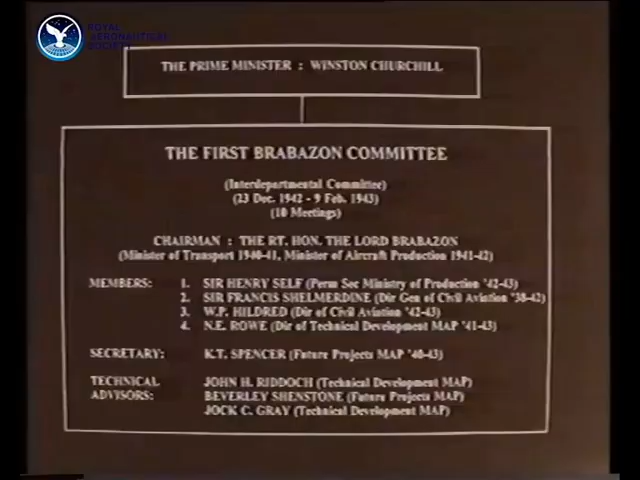 ROYAL
AERONAUTICAL
SOCIETY
THE PRIME MINISTER : WINSTON CHURCHILL
THE FIRST BRABAZON COMMITTEE
(Interdepartmental Committee)
(23 Dec. 1942 - 9 Feb. 1943)
(10 Meetings)
CHAIRMAN : THE RT. HON. THE LORD BRABAZON
(Minister of Transport 1940-41, Minister of Aircraft Production 1941-42)
MEMBERS: 1. SIR HENRY SELF (Perm Sec Ministry of Production '42-43)
2. SIR FRANCIS SHELMERDINE (Dir Gen of Civil Aviation '38-42)
3. W.P. HILDRED (Dir of Civil Aviation '42-43)
4. N.E. ROWE (Dir of Technical Development MAP '41-43)
SECRETARY: K.T. SPENCER (Future Projects MAP '40-43)
TECHNICAL JOHN H. RIDDOCH (Technical Development MAP)
ADVISORS: BEVERLEY SHENSTONE (Future Projects MAP)
JOCK C. GRAY (Technical Development MAP)